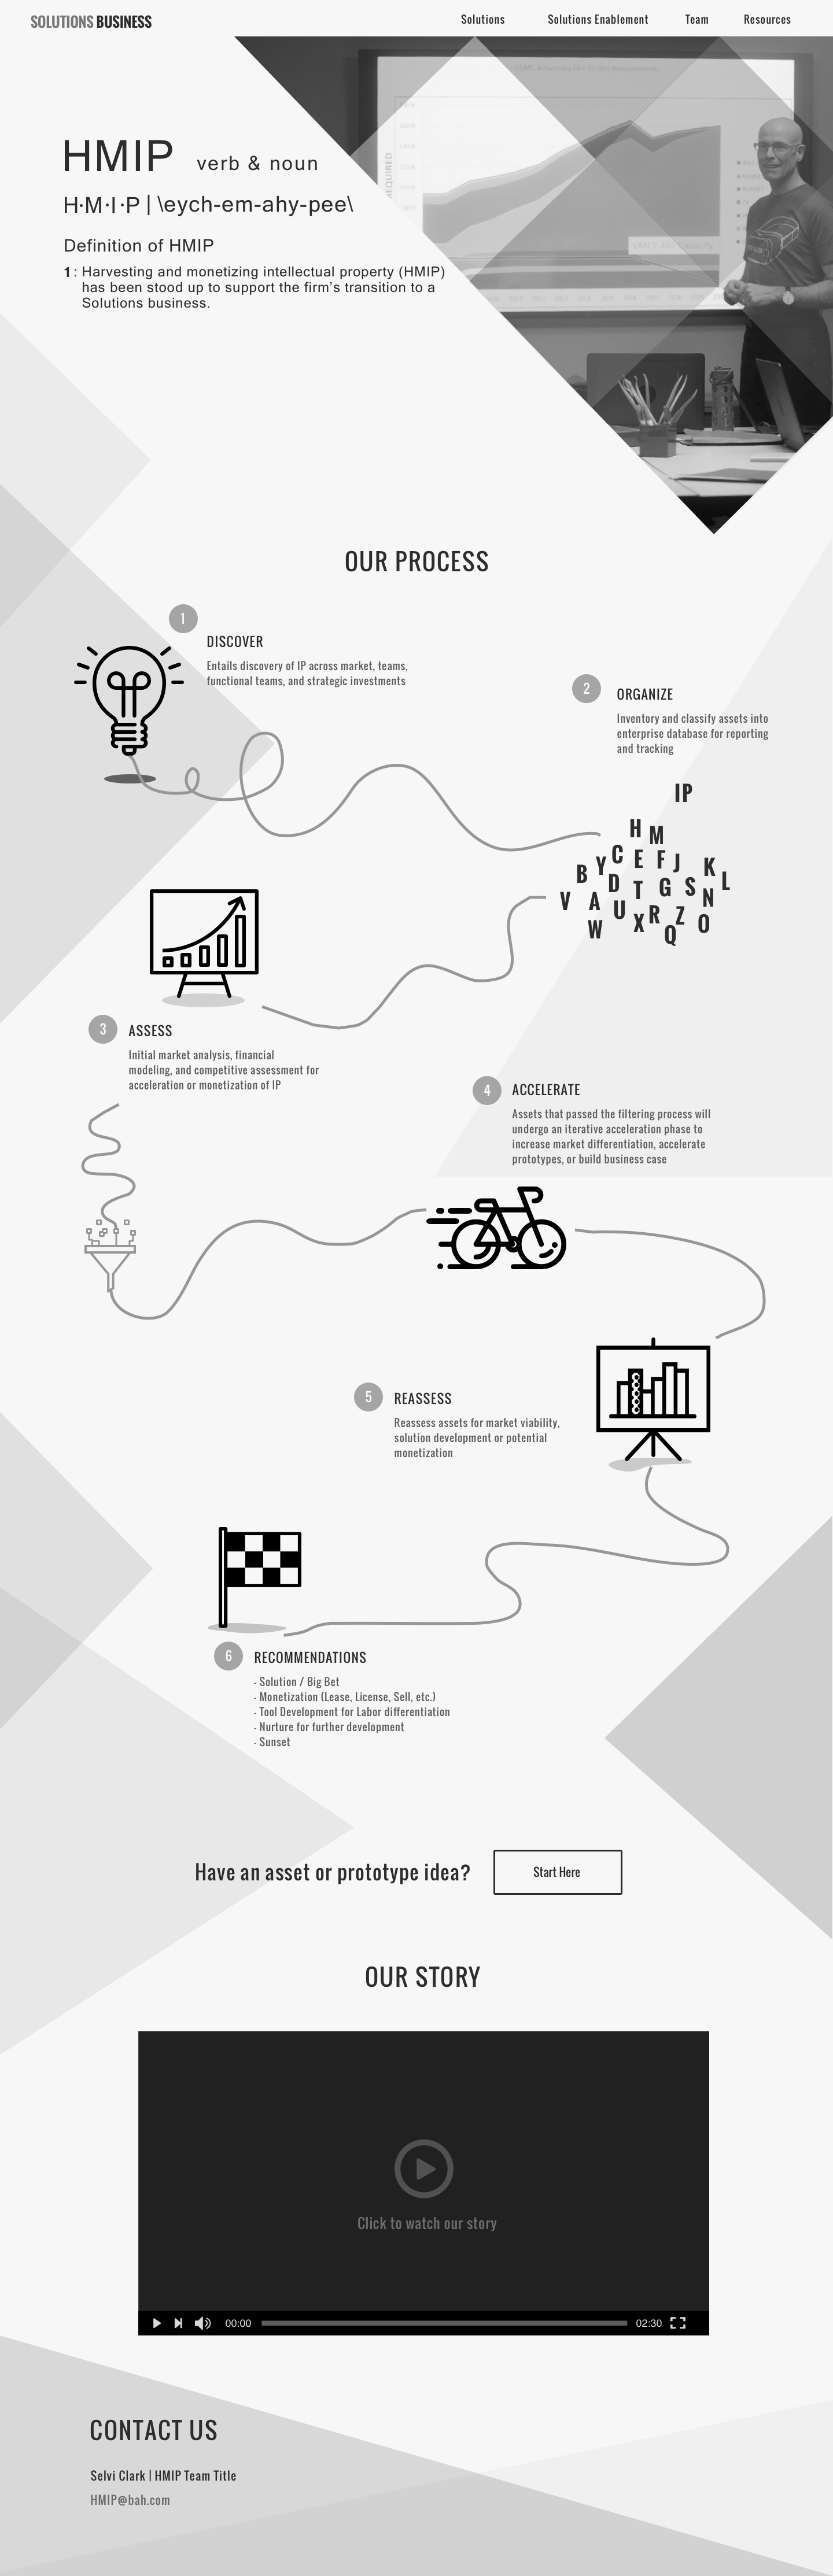 SOLUTIONS BUSINESS
Solutions
Solutions Enablement
Team
Resources
HMIP verb & noun
H·M·I·P | \eych-em-ahy-pee\
Definition of HMIP
1 : Harvesting and monetizing intellectual property (HMIP)
has been stood up to support the firm's transition to a
Solutions business.
OUR PROCESS
1
DISCOVER
Entails discovery of IP across market, teams,
functional teams, and strategic investments
2
ORGANIZE
Inventory and classify assets into
enterprise database for reporting
and tracking
IP
H M
B Y C E F J K
V A D T G S N L
W U X R Q Z O
3
ASSESS
Initial market analysis, financial
modeling, and competitive assessment for
acceleration or monetization of IP
4
ACCELERATE
Assets that passed the filtering process will
undergo an iterative acceleration phase to
increase market differentiation, accelerate
prototypes, or build business case
5
REASSESS
Reassess assets for market viability,
solution development or potential
monetization
6
RECOMMENDATIONS
- Solution / Big Bet
- Monetization (Lease, License, Sell, etc.)
- Tool Development for Labor differentiation
- Nurture for further development
- Sunset
Have an asset or prototype idea?
Start Here
OUR STORY
Click to watch our story
00:00
02:30
CONTACT US
Selvi Clark | HMIP Team Title
HMIP@bah.com